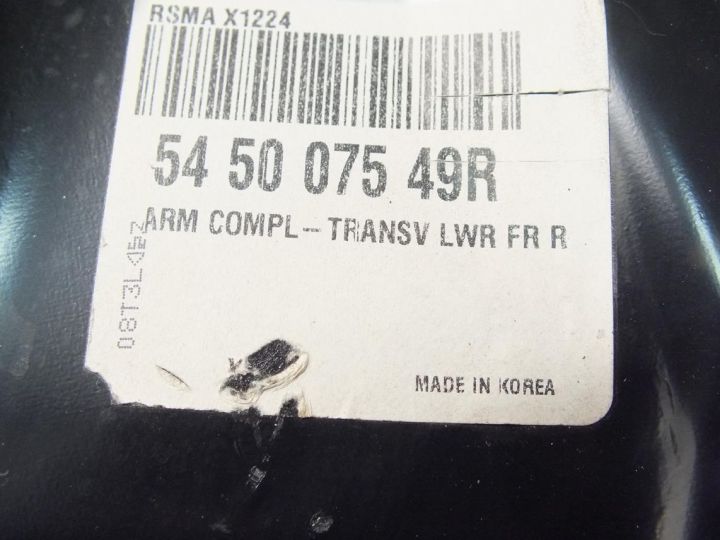 RSMA X1224
54 50 075 49R
ARM COMPL-TRANSV LWR FR R
MADE IN KOREA